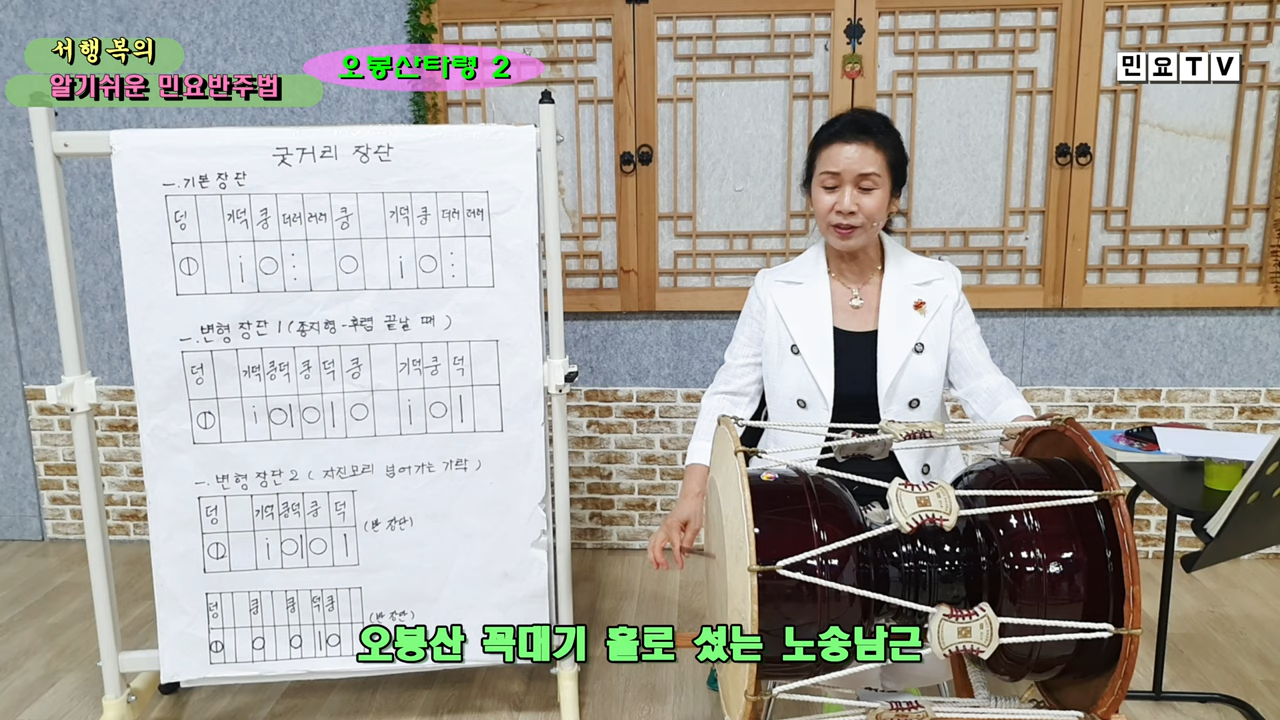 서행복의
알기쉬운 민요반주법
오봉산타령 2
민요TV
굿거리 장단
一.기본장단
덩 기덕 쿵 더러 러러 쿵 기덕 쿵 더러 러러
一.변형장단 1 (종지형-후렴 끝날 때)
덩 기덕 쿵덕 쿵 덕 쿵 기덕 쿵 덕
一.변형장단 2 (자진모리 넘어가는 가락)
덩 기덕 쿵덕 쿵 덕
(반 장단)
덩 쿵 쿵 덕 쿵
(반 장단)
오봉산 꼭대기 홀로 섰는 노송남근